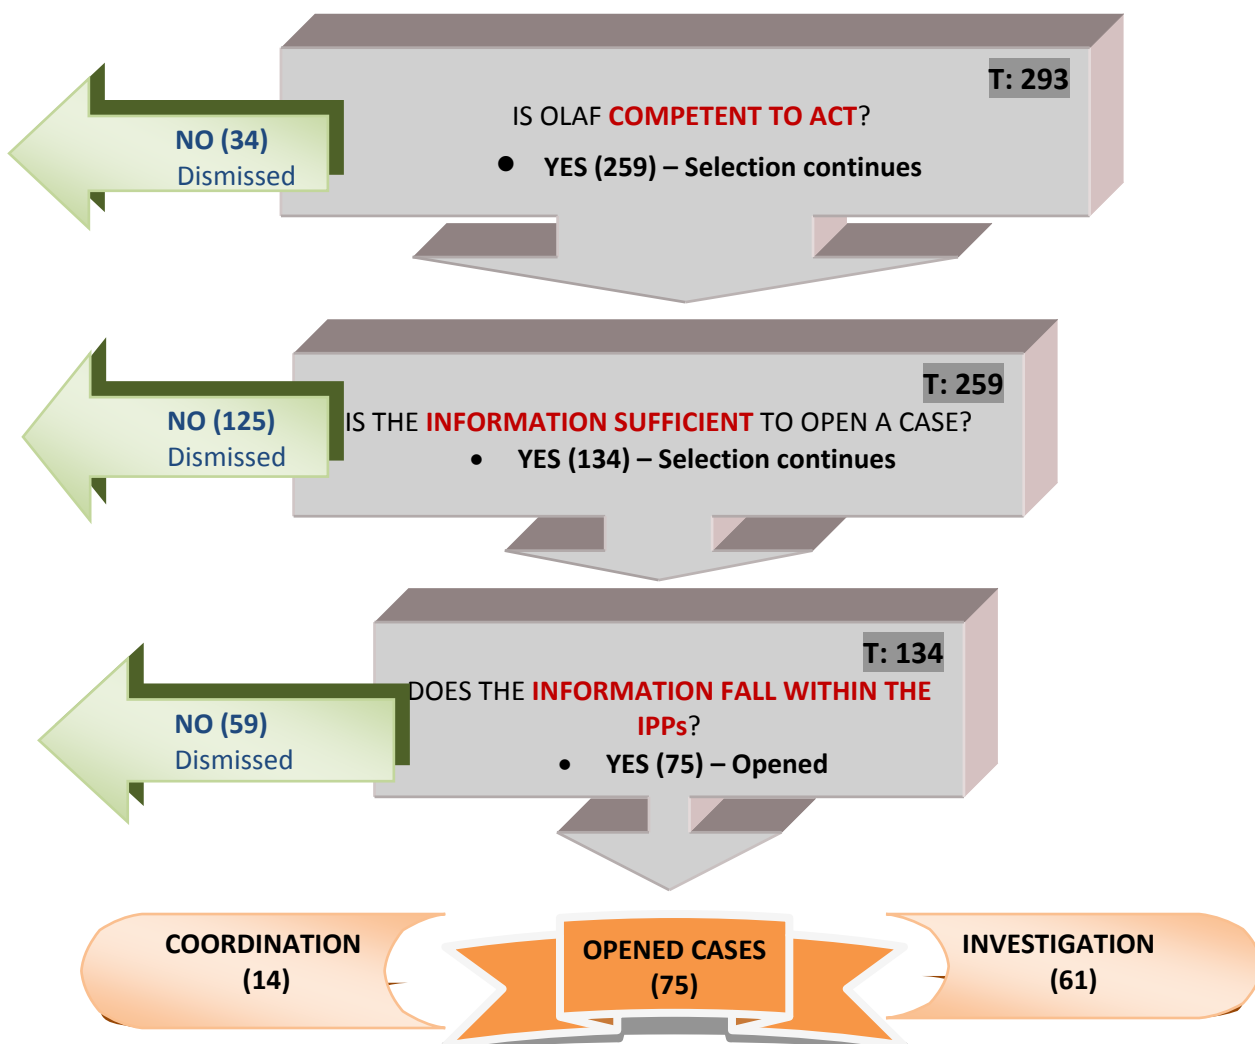 T: 293
IS OLAF COMPETENT TO ACT?
• YES (259) – Selection continues
NO (34)
Dismissed
T: 259
IS THE INFORMATION SUFFICIENT TO OPEN A CASE?
• YES (134) – Selection continues
NO (125)
Dismissed
T: 134
DOES THE INFORMATION FALL WITHIN THE
IPPs?
• YES (75) – Opened
NO (59)
Dismissed
COORDINATION
(14)
OPENED CASES
(75)
INVESTIGATION
(61)